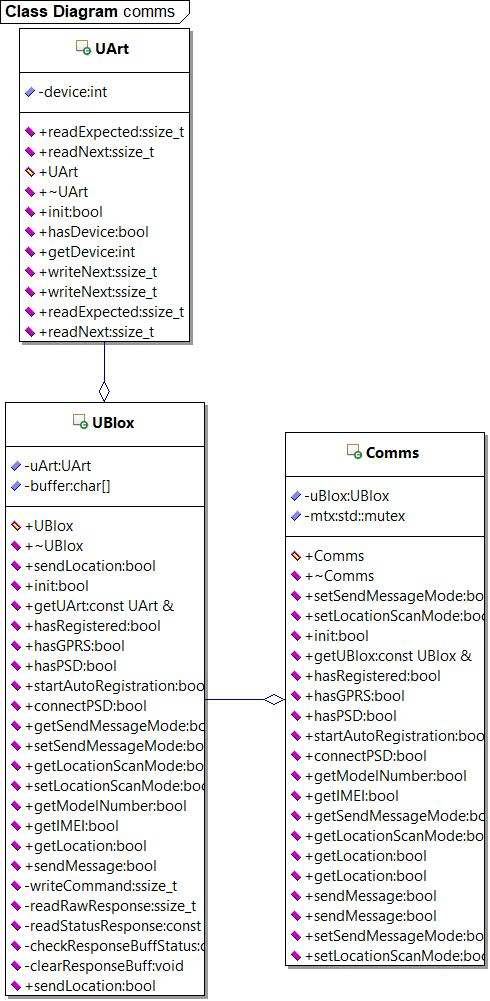 Class Diagram comms
UArt
-device:int
+readExpected:ssize_t
+readNext:ssize_t
+UArt
+~UArt
+init:bool
+hasDevice:bool
+getDevice:int
+writeNext:ssize_t
+writeNext:ssize_t
+readExpected:ssize_t
+readNext:ssize_t
UBlox
-uArt:UArt
-buffer:char[]
+UBlox
+~UBlox
+sendLocation:bool
+init:bool
+getUArt:const UArt &
+hasRegistered:bool
+hasGPRS:bool
+hasPSD:bool
+startAutoRegistration:boo
+connectPSD:bool
+getSendMessageMode:bo
+setSendMessageMode:bo
+getLocationScanMode:boo
+setLocationScanMode:boo
+getModelNumber:bool
+getIMEI:bool
+getLocation:bool
+sendMessage:bool
-writeCommand:ssize_t
-readRawResponse:ssize_t
-readStatusResponse:const
-checkResponseBuffStatus:c
-clearResponseBuff:void
+sendLocation:bool
Comms
-uBlox:UBlox
-mtx:std::mutex
+Comms
+~Comms
+setSendMessageMode:bo
+setLocationScanMode:boo
+init:bool
+getUBlox:const UBlox &
+hasRegistered:bool
+hasGPRS:bool
+hasPSD:bool
+startAutoRegistration:boo
+connectPSD:bool
+getModelNumber:bool
+getIMEI:bool
+getSendMessageMode:bo
+getLocationScanMode:boo
+getLocation:bool
+getLocation:bool
+sendMessage:bool
+sendMessage:bool
+setSendMessageMode:bo
+setLocationScanMode:boo